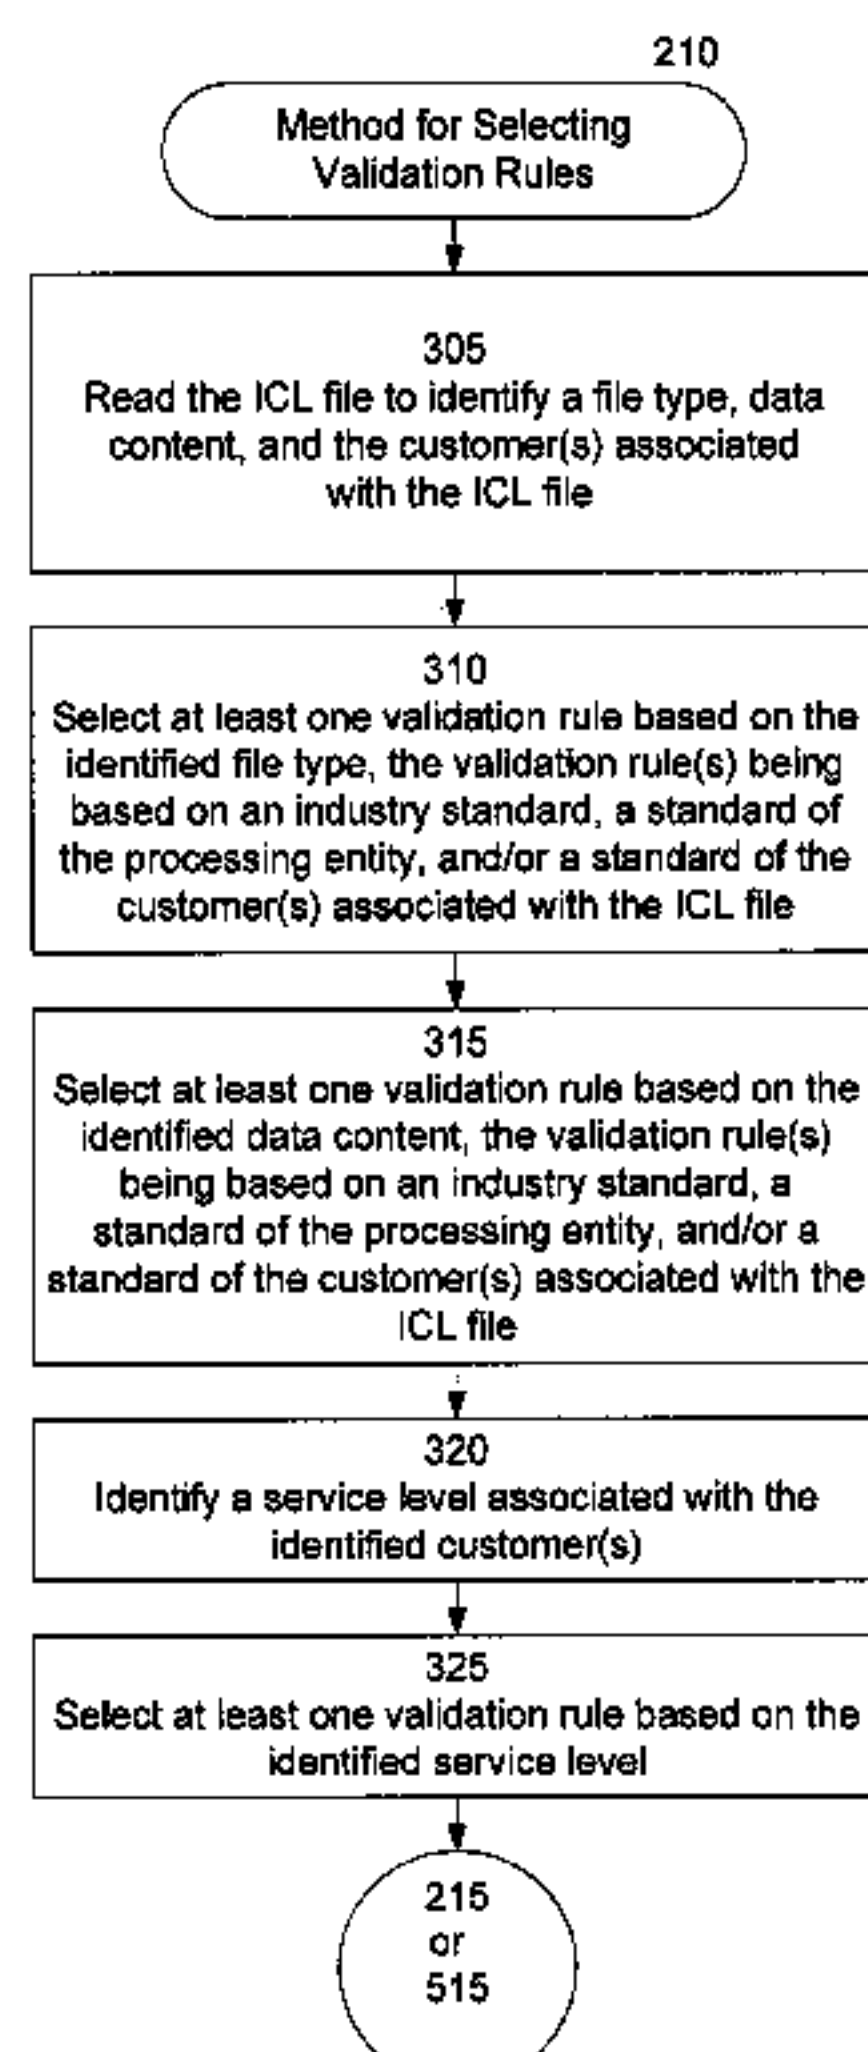 210
Method for Selecting
Validation Rules
305
Read the ICL file to identify a file type, data
content, and the customer(s) associated
with the ICL file
310
Select at least one validation rule based on the
identified file type, the validation rule(s) being
based on an industry standard, a standard of
the processing entity, and/or a standard of the
customer(s) associated with the ICL file
315
Select at least one validation rule based on the
identified data content, the validation rule(s)
being based on an industry standard, a
standard of the processing entity, and/or a
standard of the customer(s) associated with the
ICL file
320
Identify a service level associated with the
identified customer(s)
325
Select at least one validation rule based on the
identified service level
215
or
515